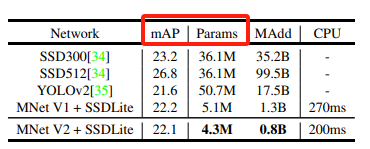 Network mAP Params MAdd CPU
SSD300[34] 23.2 36.1M 35.2B -
SSD512[34] 26.8 36.1M 99.5B -
YOLOv2[35] 21.6 50.7M 17.5B -
MNet V1 + SSDLite 22.2 5.1M 1.3B 270ms
MNet V2 + SSDLite 22.1 4.3M 0.8B 200ms